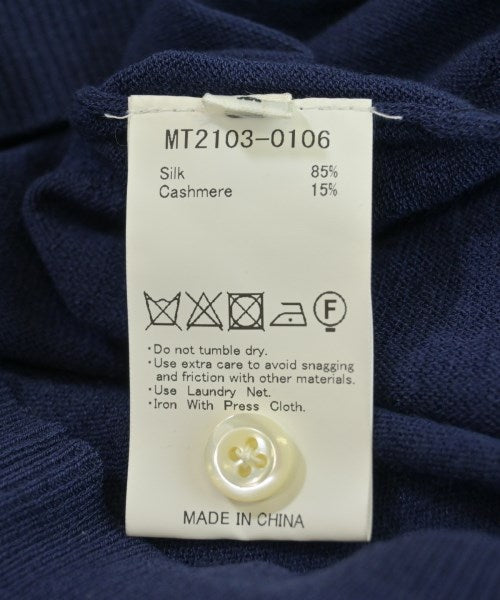 MT2103-0106
Silk 85%
Cashmere 15%
F
・Do not tumble dry.
・Use extra care to avoid snagging
and friction with other materials.
・Use Laundry Net.
・Iron With Press Cloth.
MADE IN CHINA